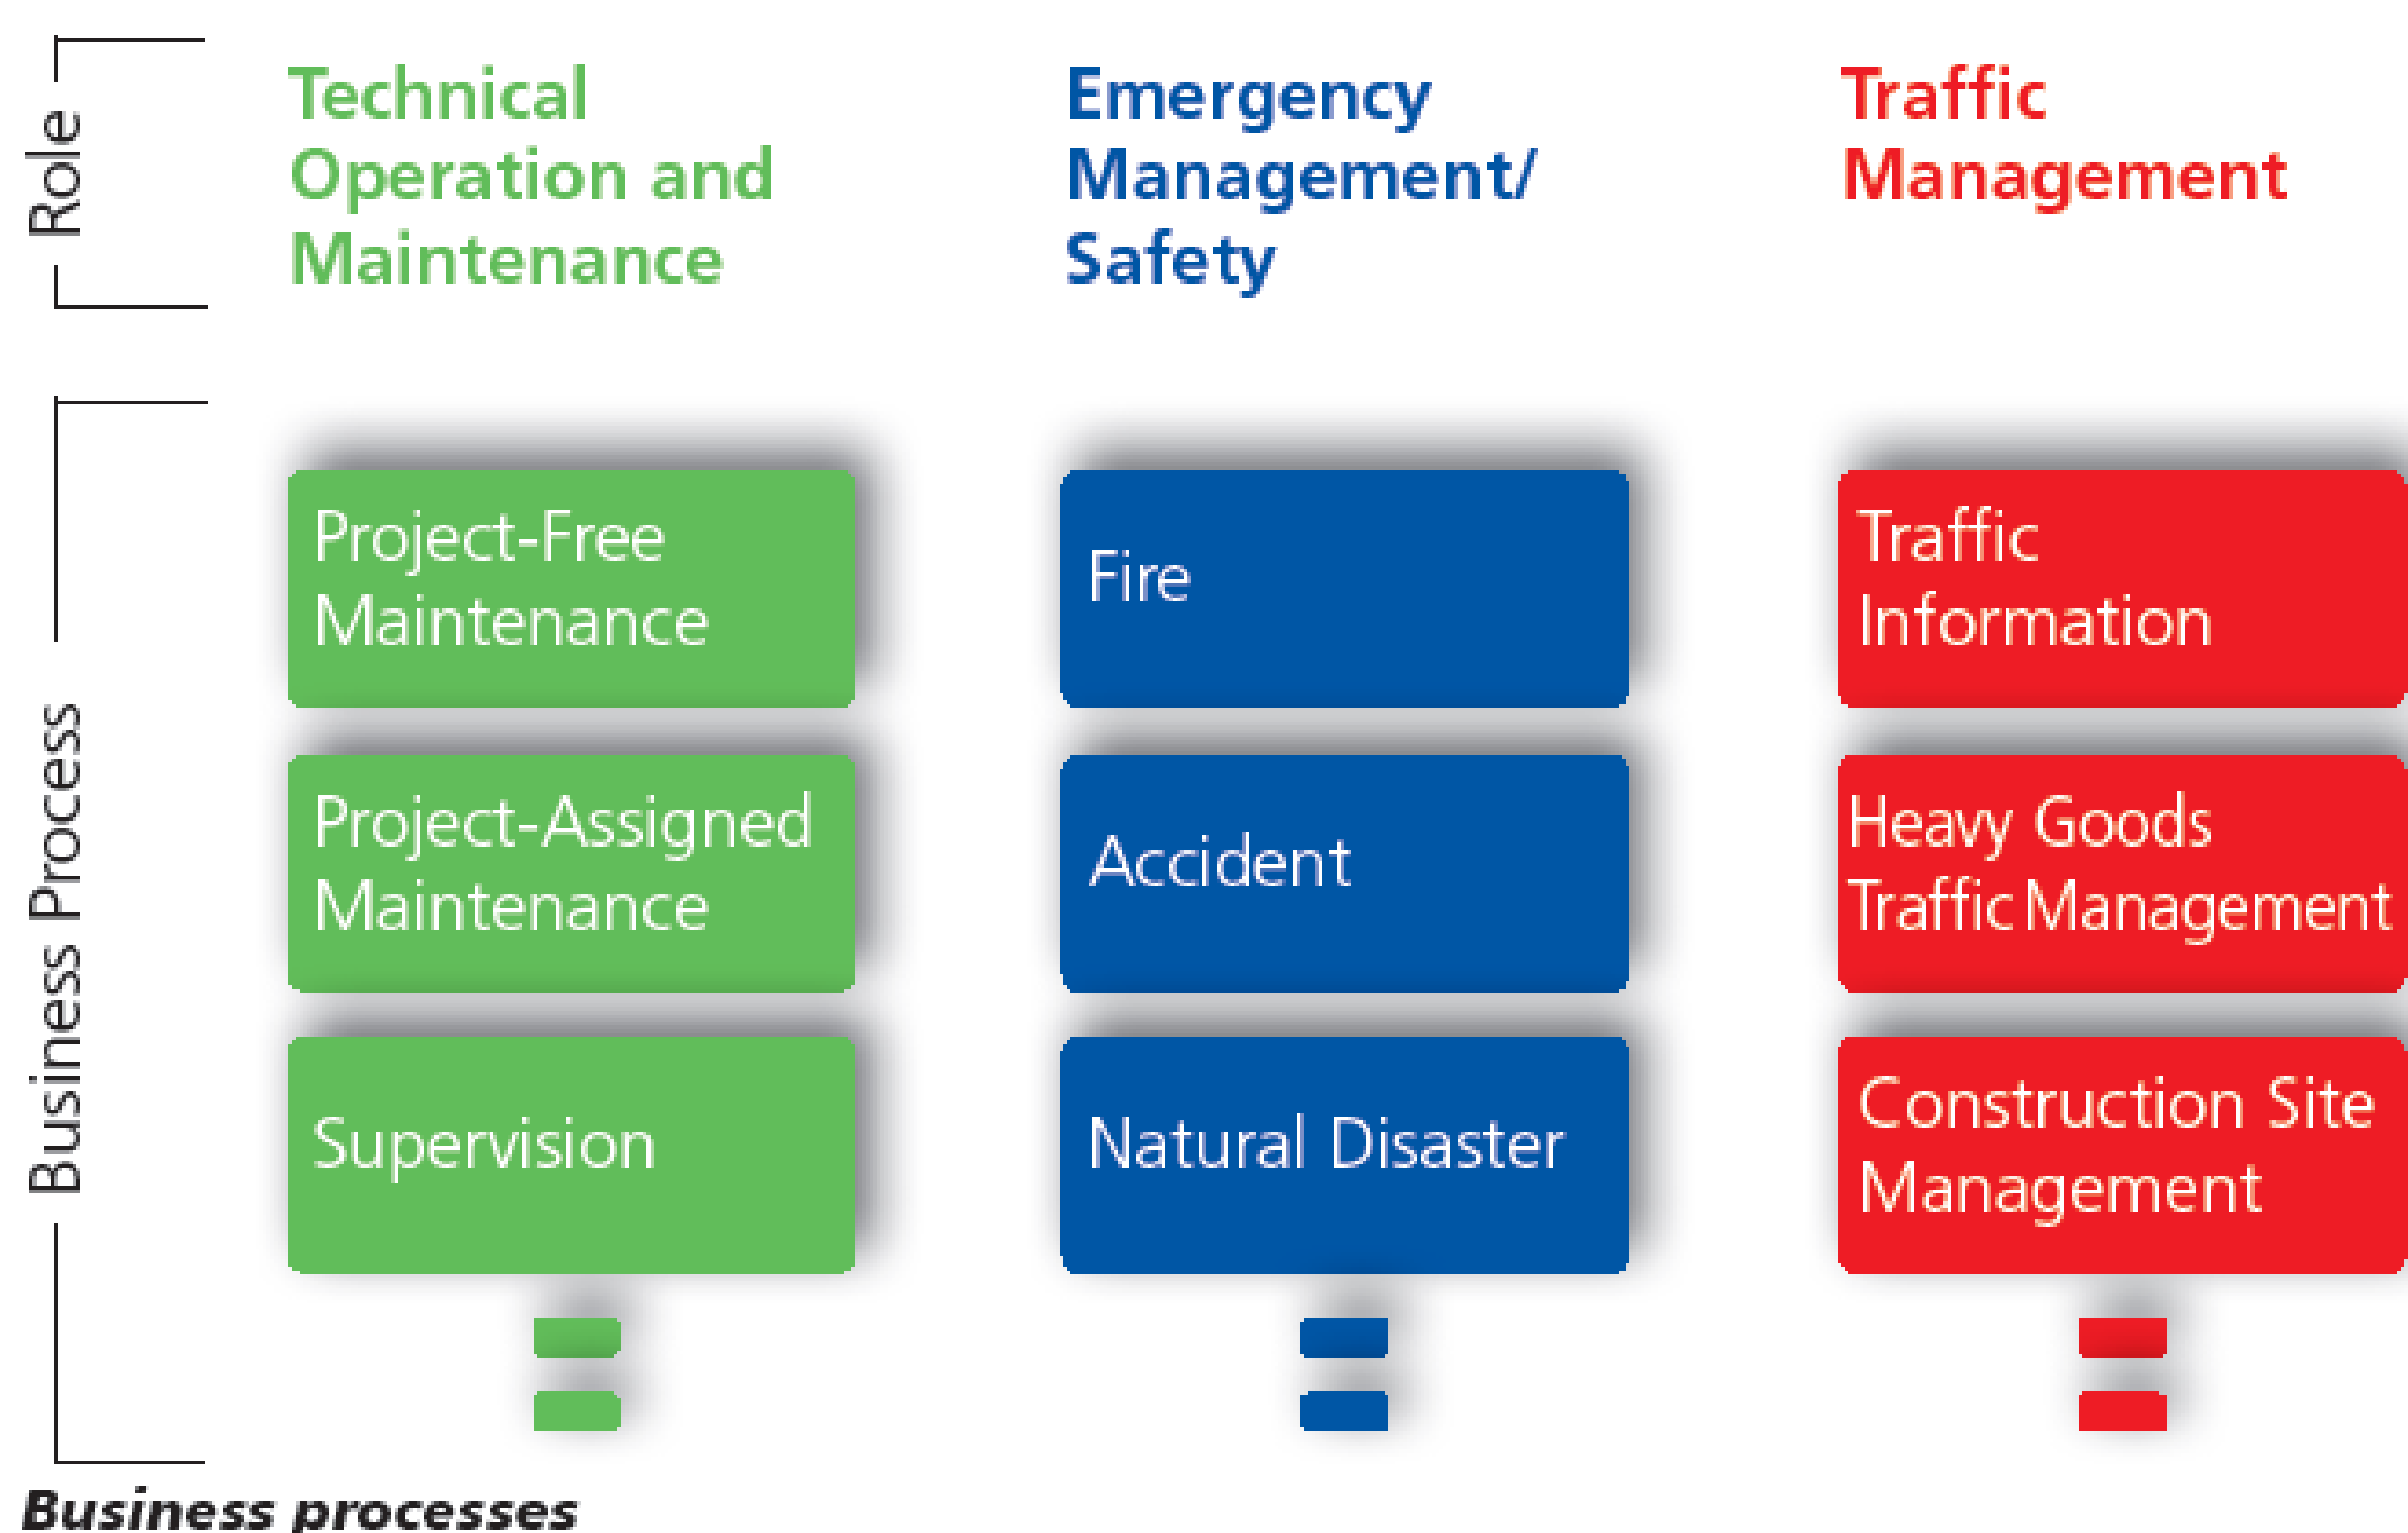 Role
Technical
Operation and
Maintenance
Emergency
Management/
Safety
Traffic
Management
Business Process
Project-Free
Maintenance
Fire
Traffic
Information
Project-Assigned
Maintenance
Accident
Heavy Goods
Traffic Management
Supervision
Natural Disaster
Construction Site
Management
Business processes